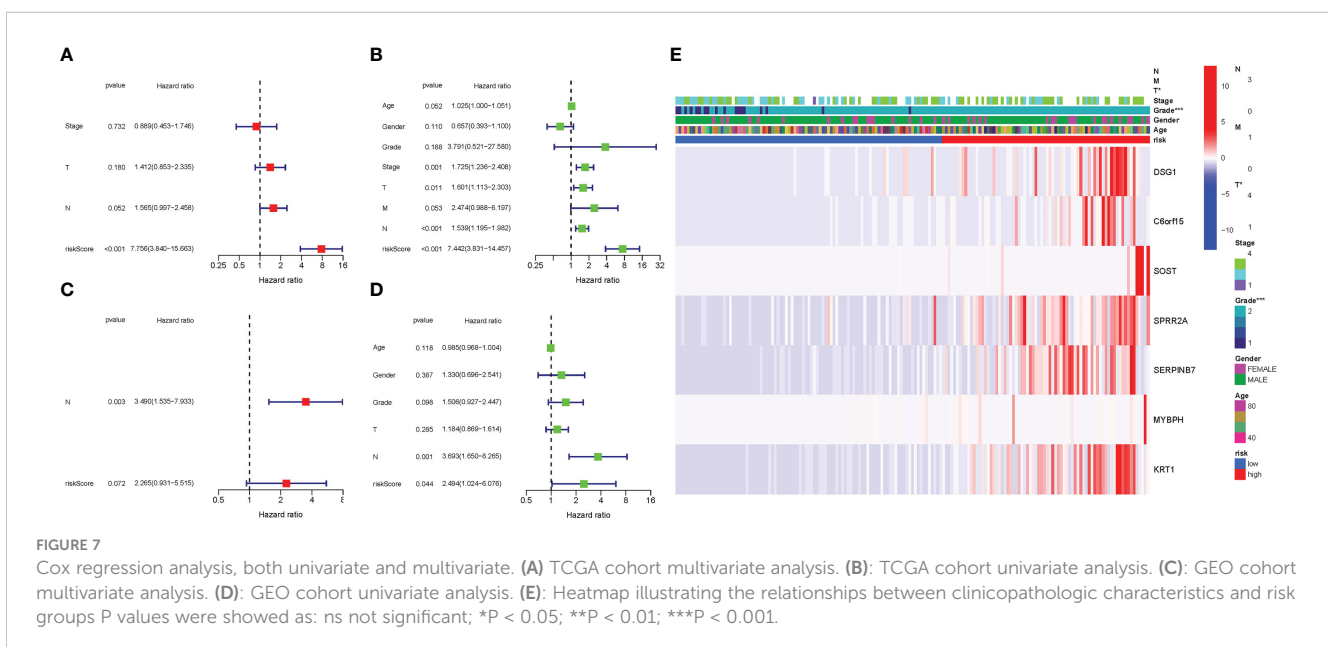 A
pvalue Hazard ratio
Stage 0.732 0.889(0.453−1.746)
T 0.180 1.412(0.853−2.335)
N 0.052 1.565(0.997−2.458)
riskScore <0.001 7.756(3.840−15.663)
0.25 0.5 1 2 4 8 16
Hazard ratio
B
pvalue Hazard ratio
Age 0.052 1.025(1.000−1.051)
Gender 0.110 0.657(0.393−1.100)
Grade 0.188 3.791(0.521−27.580)
Stage 0.001 1.725(1.236−2.408)
T 0.011 1.601(1.113−2.303)
M 0.053 2.474(0.988−6.197)
N <0.001 1.539(1.195−1.982)
riskScore <0.001 7.442(3.831−14.457)
0.25 1 2 4 8 16 32
Hazard ratio
C
pvalue Hazard ratio
N 0.003 3.490(1.535−7.933)
riskScore 0.072 2.265(0.931−5.515)
0.5 1 2 4 8
Hazard ratio
D
pvalue Hazard ratio
Age 0.118 0.985(0.968−1.004)
Gender 0.387 1.330(0.696−2.541)
Grade 0.098 1.506(0.927−2.447)
T 0.285 1.184(0.869−1.614)
N 0.001 3.693(1.650−8.265)
riskScore 0.044 2.494(1.024−6.076)
0.5 1 2 4 8 16
Hazard ratio
E
N
M
T*
Stage
Grade***
Gender
Age
risk
DSG1
C6orf15
SOST
SPRR2A
SERPINB7
MYBPH
KRT1
10
5
0
−5
−10
N
3
0
M
1
0
T*
4
1
Stage
4
1
Grade***
2
1
Gender
FEMALE
MALE
Age
80
40
risk
low
high
FIGURE 7
Cox regression analysis, both univariate and multivariate. (A) TCGA cohort multivariate analysis. (B): TCGA cohort univariate analysis. (C): GEO cohort
multivariate analysis. (D): GEO cohort univariate analysis. (E): Heatmap illustrating the relationships between clinicopathologic characteristics and risk
groups P values were showed as: ns not significant; *P < 0.05; **P < 0.01; ***P < 0.001.